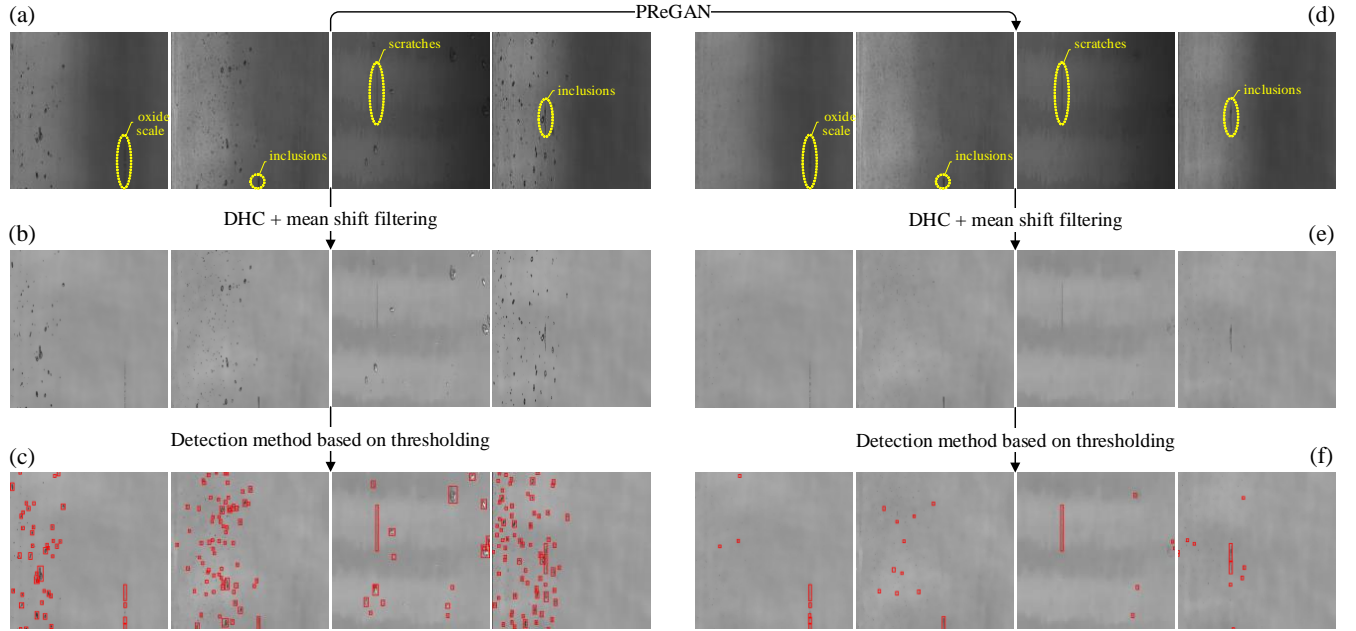 PReGAN
(a)
(d)
scratches
inclusions
oxide
scale
inclusions
scratches
inclusions
oxide
scale
inclusions
DHC + mean shift filtering
DHC + mean shift filtering
(b)
(e)
Detection method based on thresholding
Detection method based on thresholding
(c)
(f)